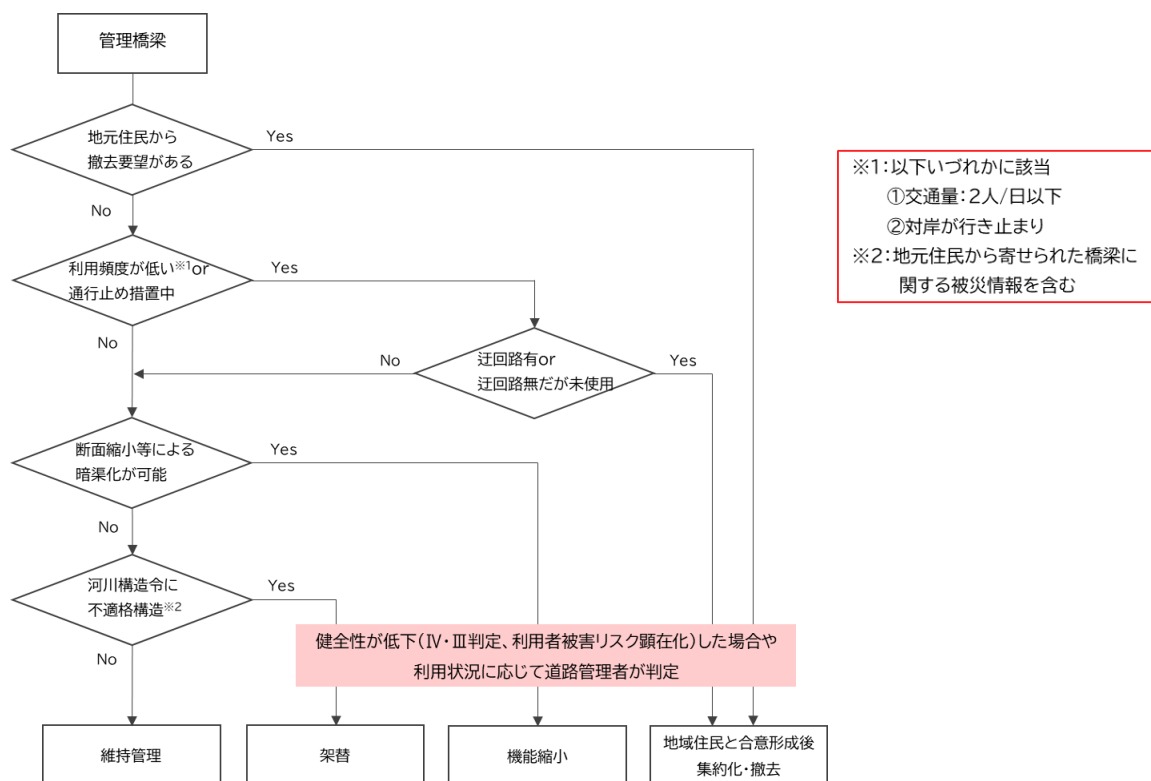 管理橋梁
地元住民から
撤去要望がある
Yes
No
利用頻度が低い※1or
通行止め措置中
Yes
No
迂回路有or
迂回路無だが未使用
No
Yes
断面縮小等による
暗渠化が可能
Yes
No
河川構造令に
不適格構造※2
Yes
No
健全性が低下(Ⅳ・Ⅲ判定、利用者被害リスク顕在化)した場合や
利用状況に応じて道路管理者が判定
維持管理
架替
機能縮小
地域住民と合意形成後
集約化・撤去
※1:以下いづれかに該当
①交通量:2人/日以下
②対岸が行き止まり
※2:地元住民から寄せられた橋梁に
関する被災情報を含む